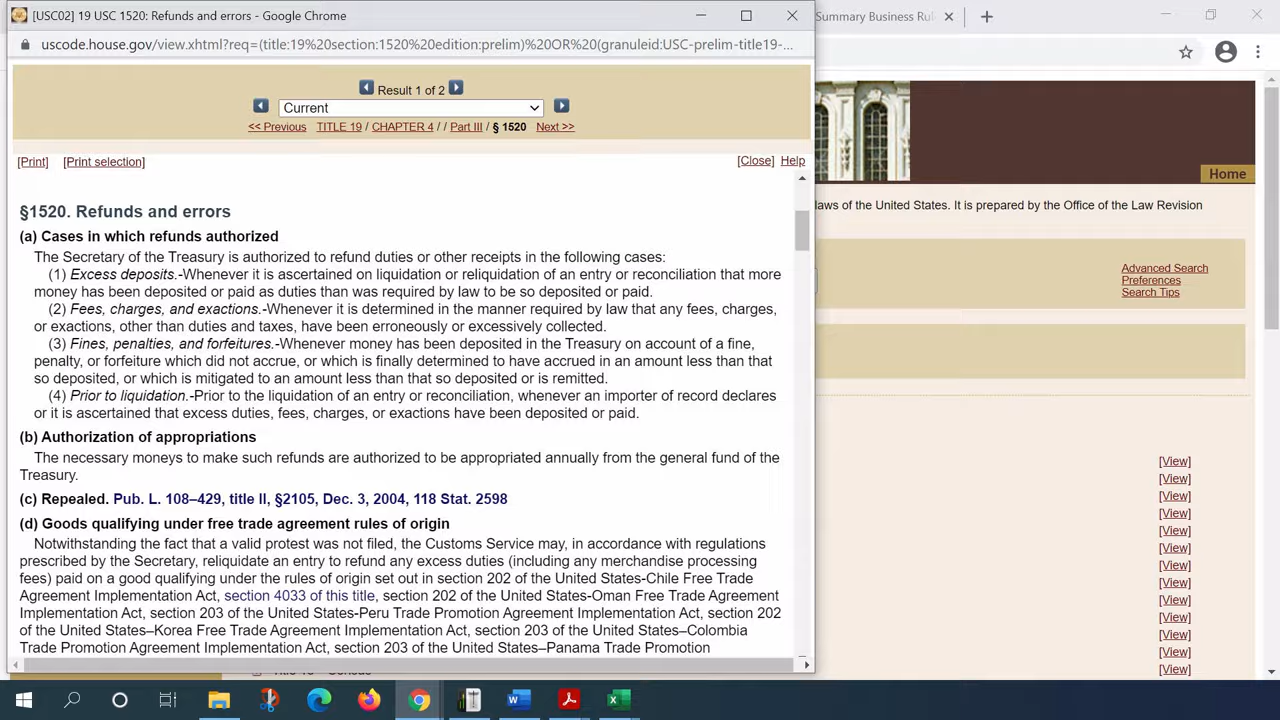 [USC02] 19 USC 1520: Refunds and errors - Google Chrome
Summary Business Ru
uscode.house.gov/view.xhtml?req=(title:19%20section:1520%20edition:prelim)%20OR%20(granuleid:USC-prelim-title19-...
Result 1 of 2
Current
<< Previous TITLE 19 / CHAPTER 4 / / Part III / § 1520 Next >>
[Print] [Print selection] [Close] Help
Home
§1520. Refunds and errors
laws of the United States. It is prepared by the Office of the Law Revision
(a) Cases in which refunds authorized
The Secretary of the Treasury is authorized to refund duties or other receipts in the following cases:
(1) Excess deposits.-Whenever it is ascertained on liquidation or reliquidation of an entry or reconciliation that more
money has been deposited or paid as duties than was required by law to be so deposited or paid.
(2) Fees, charges, and exactions.-Whenever it is determined in the manner required by law that any fees, charges,
or exactions, other than duties and taxes, have been erroneously or excessively collected.
(3) Fines, penalties, and forfeitures.-Whenever money has been deposited in the Treasury on account of a fine,
penalty, or forfeiture which did not accrue, or which is finally determined to have accrued in an amount less than that
so deposited, or which is mitigated to an amount less than that so deposited or is remitted.
(4) Prior to liquidation.-Prior to the liquidation of an entry or reconciliation, whenever an importer of record declares
or it is ascertained that excess duties, fees, charges, or exactions have been deposited or paid.
(b) Authorization of appropriations
The necessary moneys to make such refunds are authorized to be appropriated annually from the general fund of the
Treasury.
(c) Repealed. Pub. L. 108–429, title II, §2105, Dec. 3, 2004, 118 Stat. 2598
(d) Goods qualifying under free trade agreement rules of origin
Notwithstanding the fact that a valid protest was not filed, the Customs Service may, in accordance with regulations
prescribed by the Secretary, reliquidate an entry to refund any excess duties (including any merchandise processing
fees) paid on a good qualifying under the rules of origin set out in section 202 of the United States-Chile Free Trade
Agreement Implementation Act, section 4033 of this title, section 202 of the United States-Oman Free Trade Agreement
Implementation Act, section 203 of the United States-Peru Trade Promotion Agreement Implementation Act, section 202
of the United States–Korea Free Trade Agreement Implementation Act, section 203 of the United States–Colombia
Trade Promotion Agreement Implementation Act, section 203 of the United States–Panama Trade Promotion
Advanced Search
Preferences
Search Tips
[View]
[View]
[View]
[View]
[View]
[View]
[View]
[View]
[View]
[View]
[View]
[View]
[View]